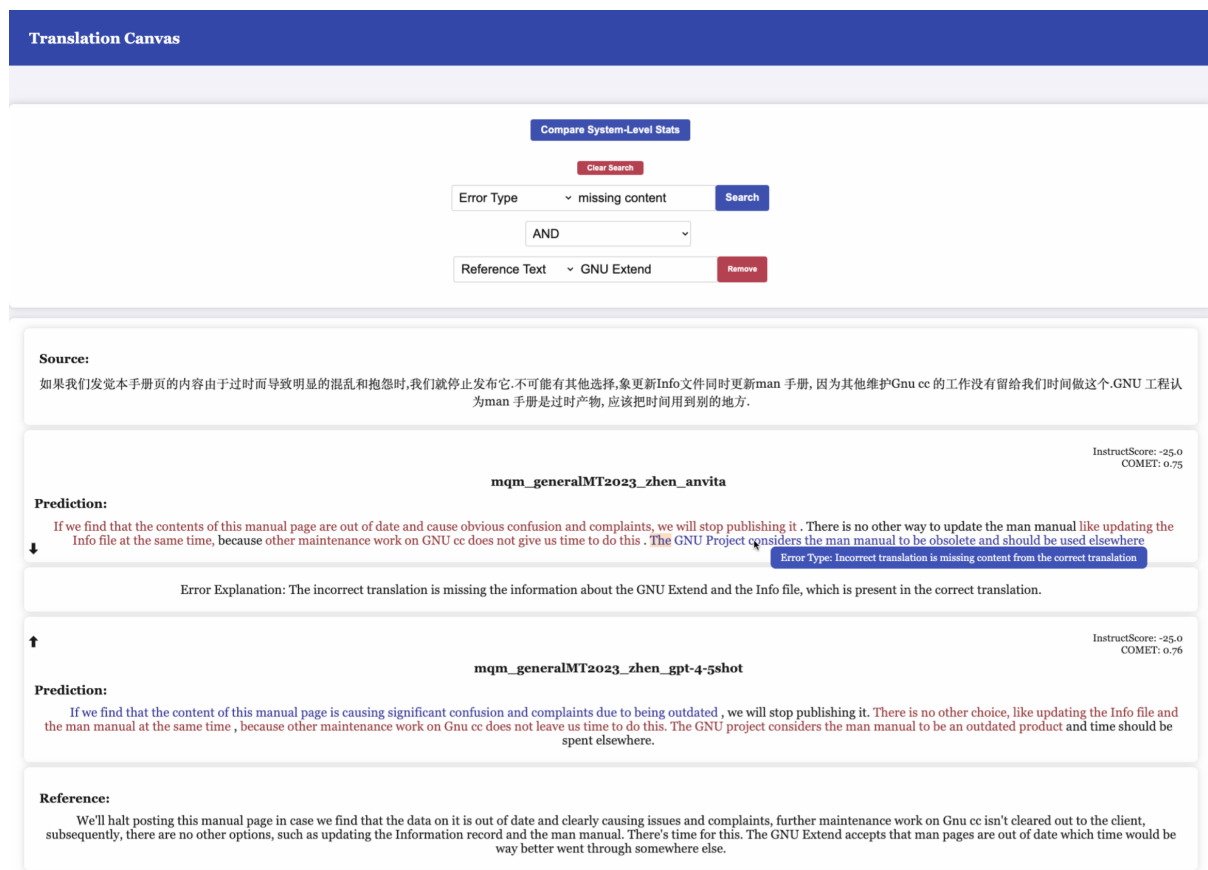 Translation Canvas
Compare System-Level Stats
Clear Search
Error Type missing content Search
AND
Reference Text GNU Extend Remove
Source:
如果我们发觉本手册页的内容由于过时而导致明显的混乱和抱怨时,我们就停止发布它.不可能有其他选择,象更新Info文件同时更新man 手册, 因为其他维护Gnu cc 的工作没有留给我们时间做这个.GNU 工程认
为man 手册是过时产物, 应该把时间用到别的地方.
InstructScore: -25.0
COMET: 0.75
mqm_generalMT2023_zhen_anvita
Prediction:
If we find that the contents of this manual page are out of date and cause obvious confusion and complaints, we will stop publishing it . There is no other way to update the man manual like updating the
Info file at the same time, because other maintenance work on GNU cc does not give us time to do this . The GNU Project considers the man manual to be obsolete and should be used elsewhere
Error Type: Incorrect translation is missing content from the correct translation
Error Explanation: The incorrect translation is missing the information about the GNU Extend and the Info file, which is present in the correct translation.
InstructScore: -25.0
COMET: 0.76
mqm_generalMT2023_zhen_gpt-4-5shot
Prediction:
If we find that the content of this manual page is causing significant confusion and complaints due to being outdated , we will stop publishing it. There is no other choice, like updating the Info file and
the man manual at the same time , because other maintenance work on Gnu cc does not leave us time to do this. The GNU project considers the man manual to be an outdated product and time should be
spent elsewhere.
Reference:
We'll halt posting this manual page in case we find that the data on it is out of date and clearly causing issues and complaints, further maintenance work on Gnu cc isn't cleared out to the client,
subsequently, there are no other options, such as updating the Information record and the man manual. There's time for this. The GNU Extend accepts that man pages are out of date which time would be
way better went through somewhere else.